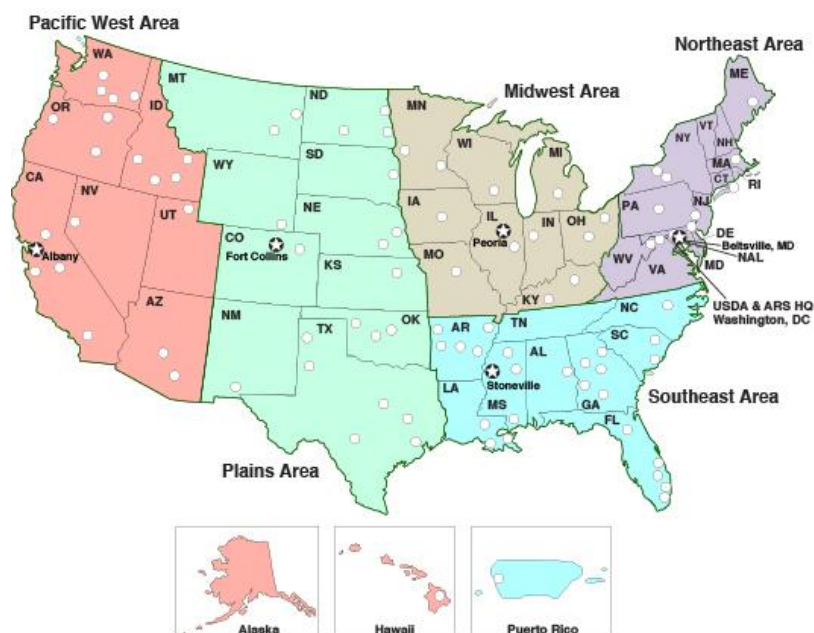 Pacific West Area
Northeast Area
Midwest Area
WA
MT
ND
MN
ME
OR
ID
WI
MI
NY
VT
NH
MA
CT
RI
SD
WY
CA
NV
UT
NE
IA
IL
IN
OH
PA
NJ
DE
Beltsville, MD
NAL
MD
CO
Fort Collins
Peoria
Albany
KS
MO
WV
VA
KY
USDA & ARS HQ
Washington, DC
AZ
NM
TX
OK
AR
TN
NC
SC
LA
Stoneville
MS
AL
GA
FL
Southeast Area
Plains Area
Alaska
Hawaii
Puerto Rico